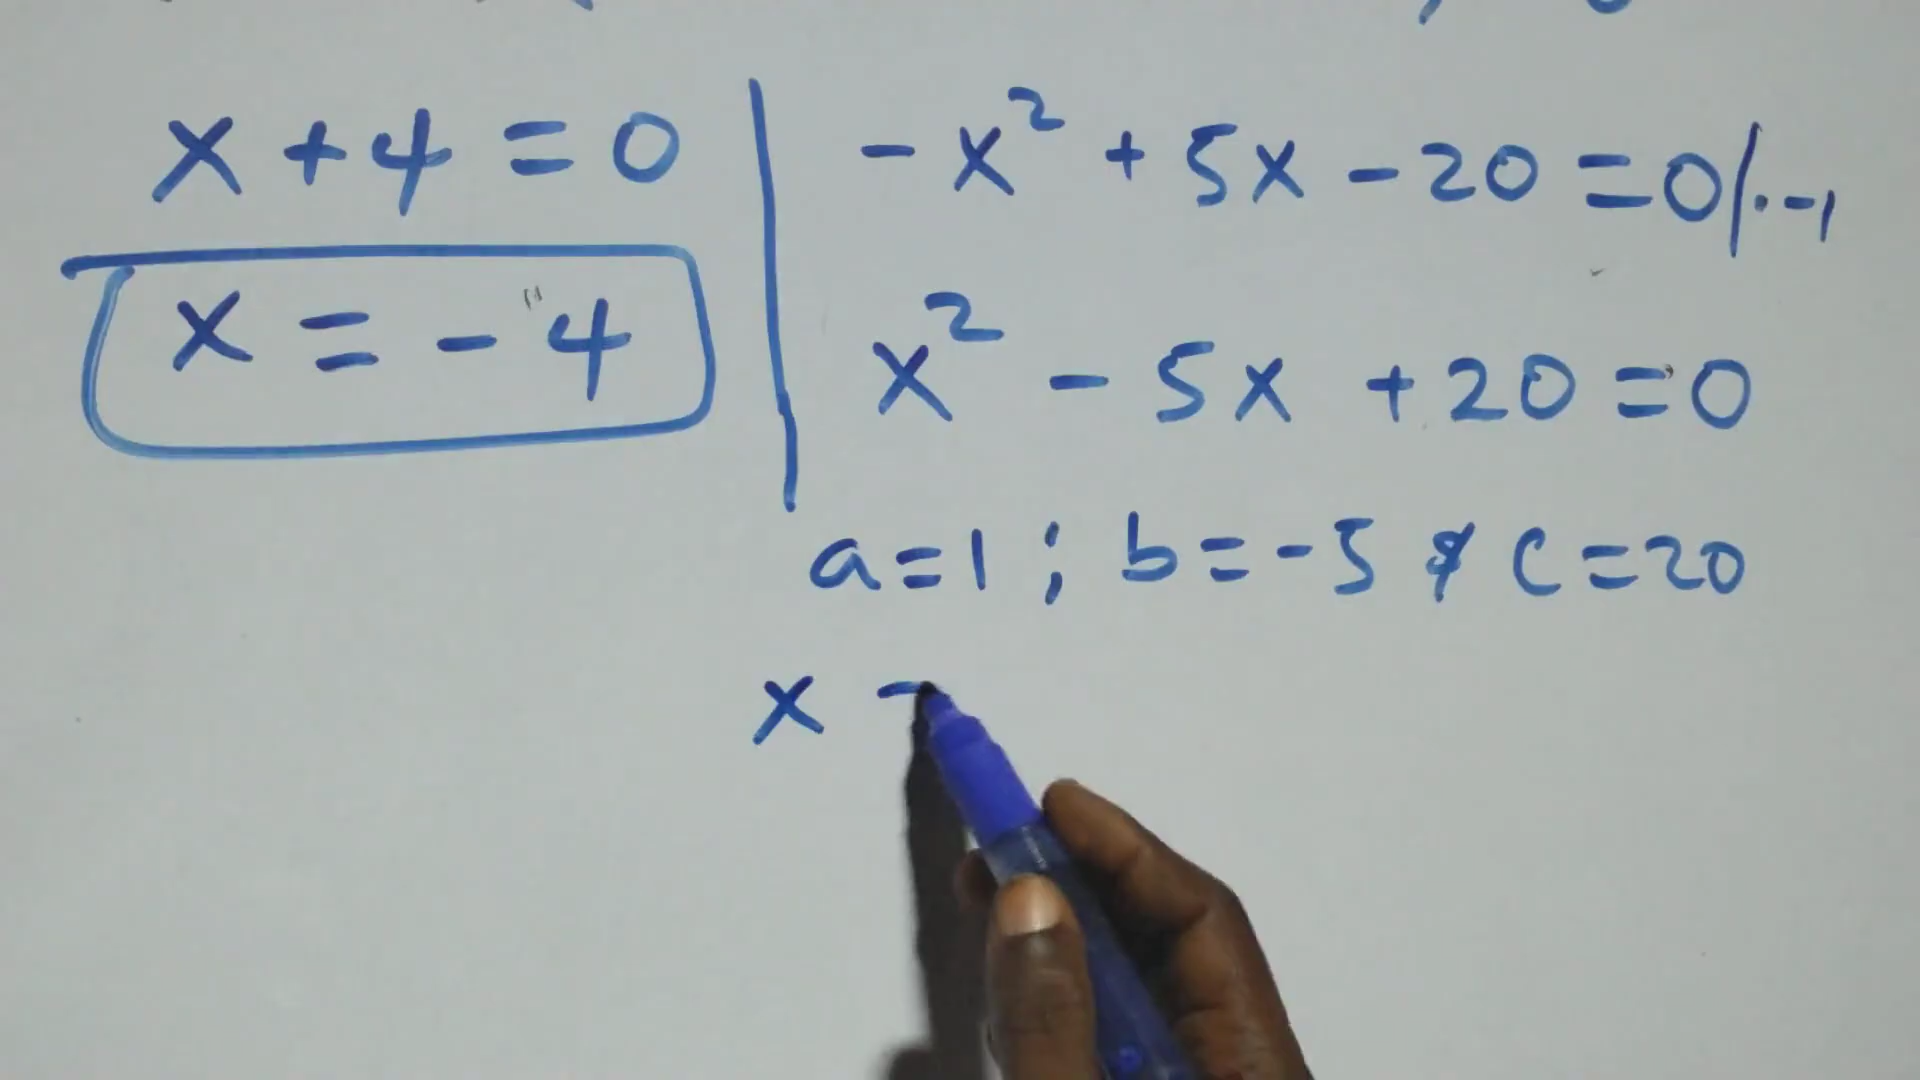 x + 4 = 0
x = - 4
- x² + 5x - 20 = 0 / . -1
x² - 5x + 20 = 0
a = 1 ; b = -5 & c = 20
x